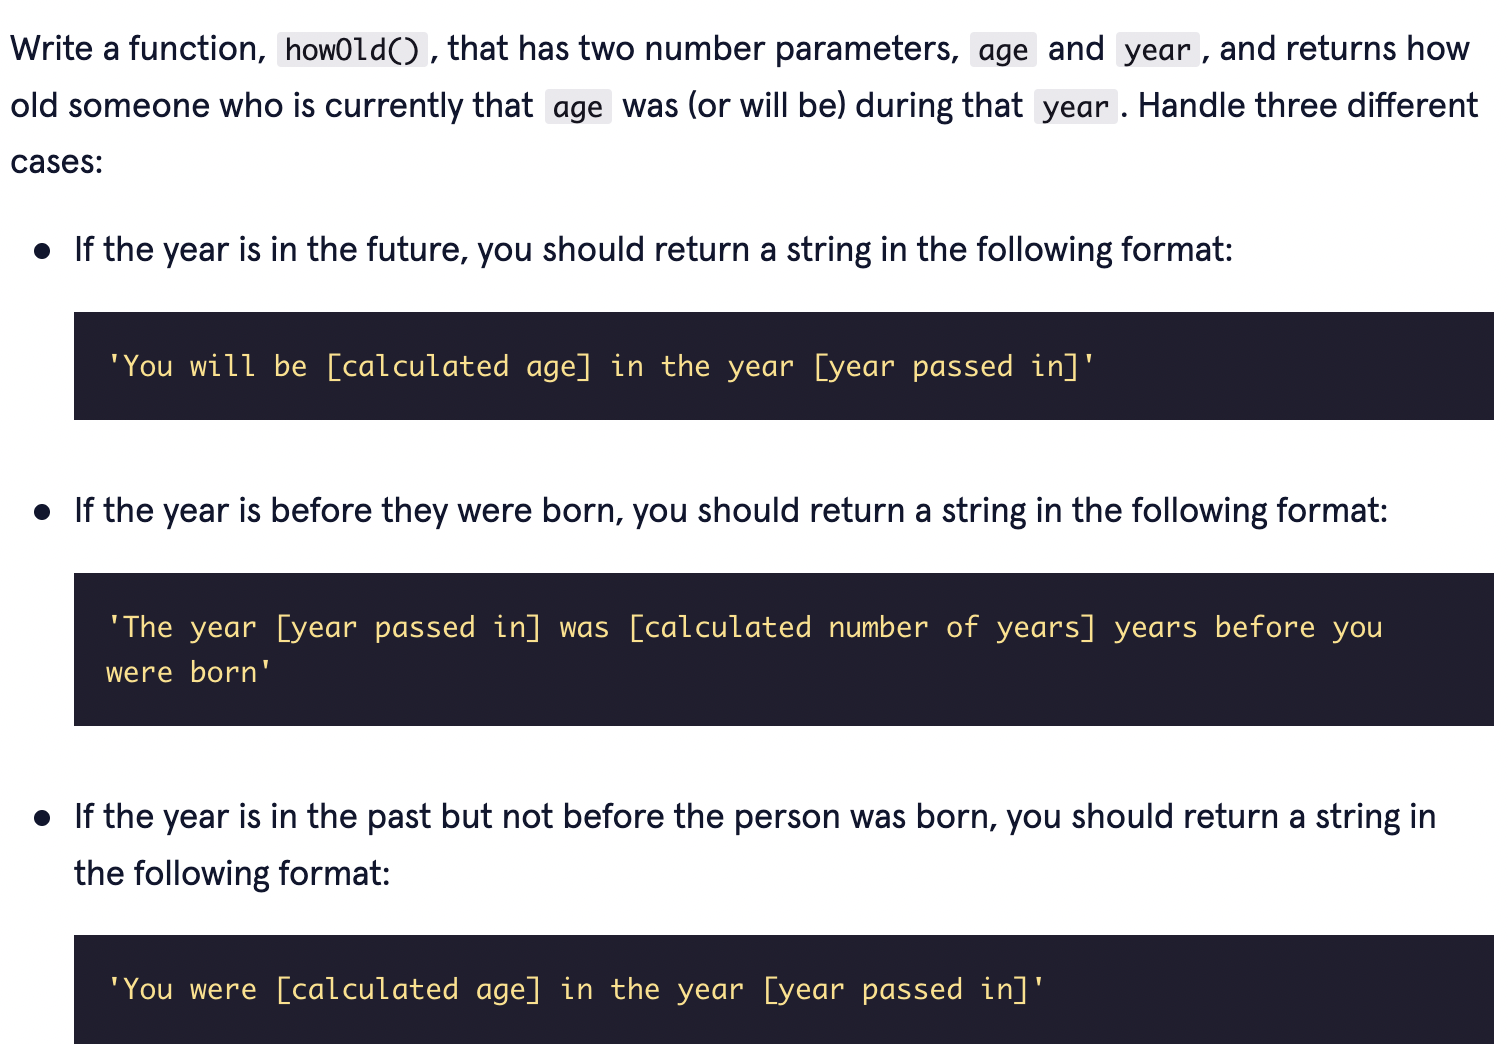 Write a function, howOld(), that has two number parameters, age and year, and returns how
old someone who is currently that age was (or will be) during that year. Handle three different
cases:
● If the year is in the future, you should return a string in the following format:
'You will be [calculated age] in the year [year passed in]'
● If the year is before they were born, you should return a string in the following format:
'The year [year passed in] was [calculated number of years] years before you
were born'
● If the year is in the past but not before the person was born, you should return a string in
the following format:
'You were [calculated age] in the year [year passed in]'